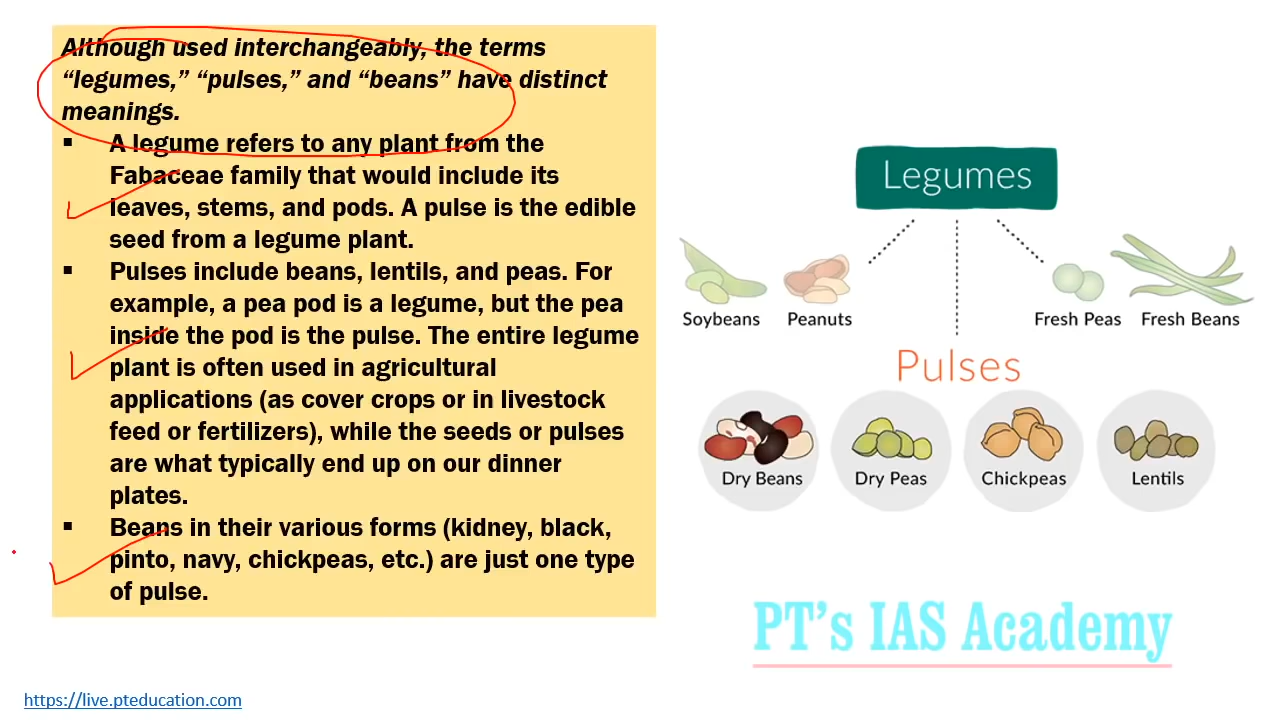 Although used interchangeably, the terms
“legumes,” “pulses,” and “beans” have distinct
meanings.
▪ A legume refers to any plant from the
Fabaceae family that would include its
leaves, stems, and pods. A pulse is the edible
seed from a legume plant.
▪ Pulses include beans, lentils, and peas. For
example, a pea pod is a legume, but the pea
inside the pod is the pulse. The entire legume
plant is often used in agricultural
applications (as cover crops or in livestock
feed or fertilizers), while the seeds or pulses
are what typically end up on our dinner
plates.
▪ Beans in their various forms (kidney, black,
pinto, navy, chickpeas, etc.) are just one type
of pulse.
Legumes
Soybeans
Peanuts
Fresh Peas
Fresh Beans
Pulses
Dry Beans
Dry Peas
Chickpeas
Lentils
PT’s IAS Academy
https://live.pteducation.com